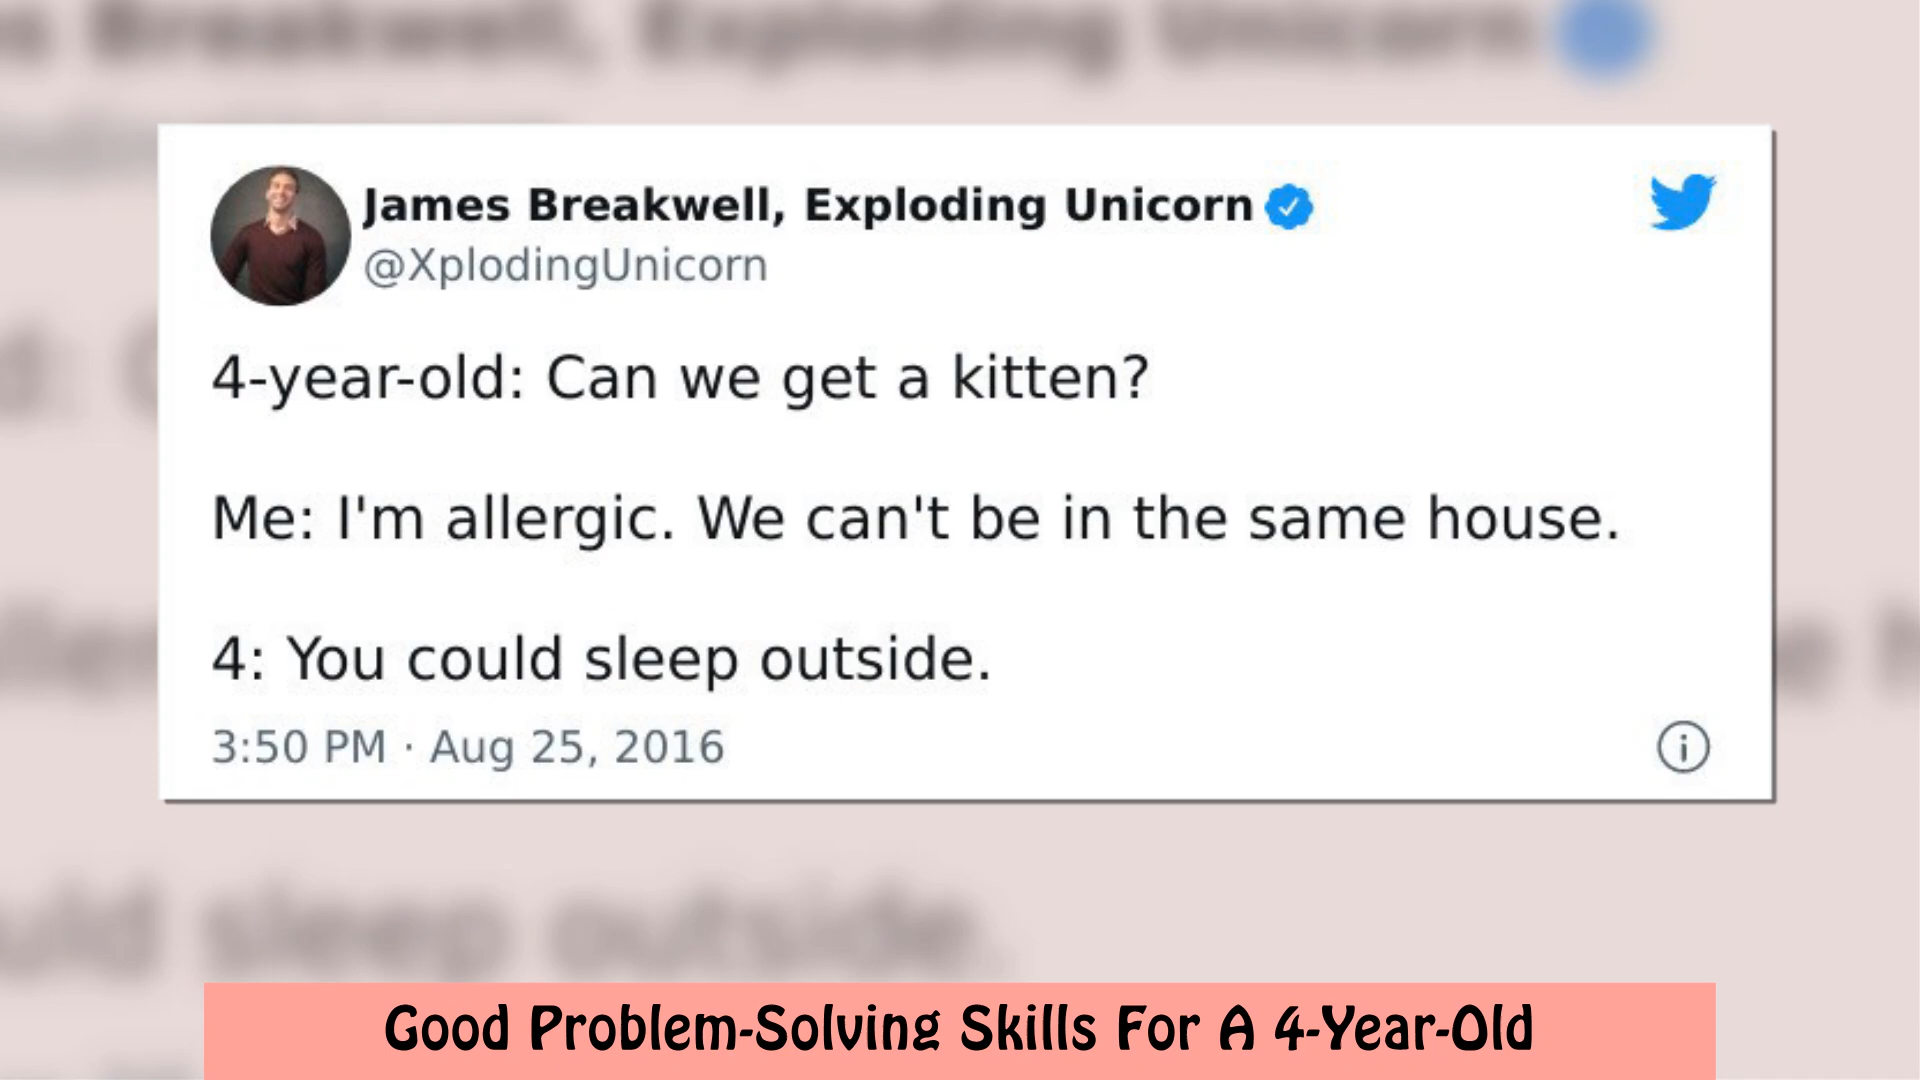 James Breakwell, Exploding Unicorn
@XplodingUnicorn
4-year-old: Can we get a kitten?
Me: I'm allergic. We can't be in the same house.
4: You could sleep outside.
3:50 PM · Aug 25, 2016
Good Problem-Solving Skills For A 4-Year-Old